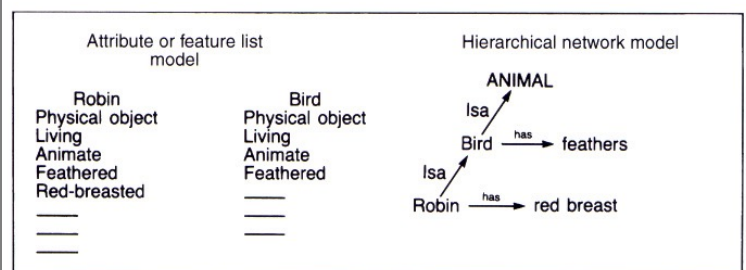 Attribute or feature list
model
Robin
Physical object
Living
Animate
Feathered
Red-breasted
Bird
Physical object
Living
Animate
Feathered
Hierarchical network model
ANIMAL
Isa
Bird has feathers
Isa
Robin has red breast